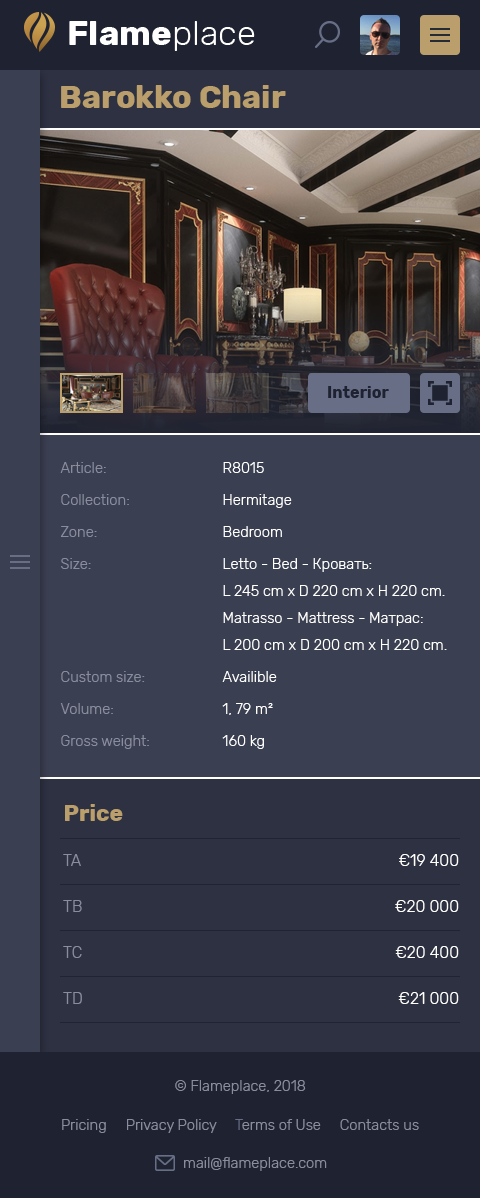 Flameplace
Barokko Chair
Interior
Article: R8015
Collection: Hermitage
Zone: Bedroom
Size: Letto - Bed - Кровать:
L 245 cm x D 220 cm x H 220 cm.
Matrasso - Mattress - Матрас:
L 200 cm x D 200 cm x H 220 cm.
Custom size: Availible
Volume: 1, 79 m²
Gross weight: 160 kg
Price
TA €19 400
TB €20 000
TC €20 400
TD €21 000
© Flameplace, 2018
Pricing Privacy Policy Terms of Use Contacts us
mail@flameplace.com